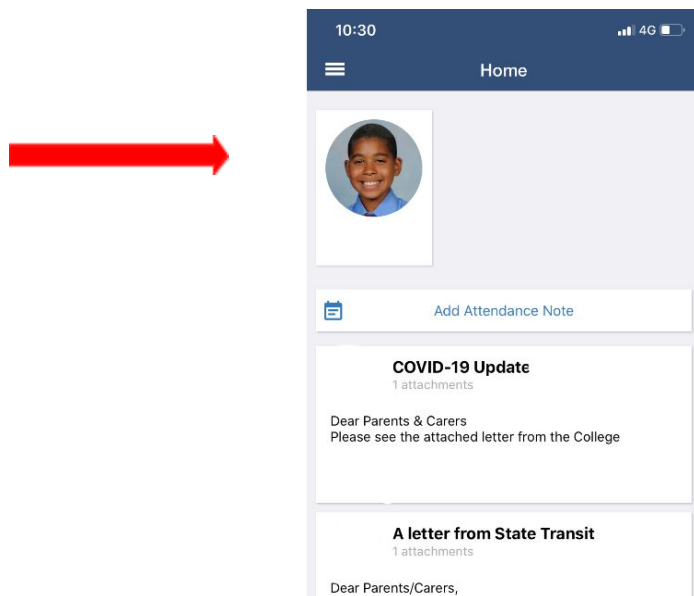 10:30
4G
Home
Add Attendance Note
COVID-19 Update
1 attachments
Dear Parents & Carers
Please see the attached letter from the College
A letter from State Transit
1 attachments
Dear Parents/Carers,